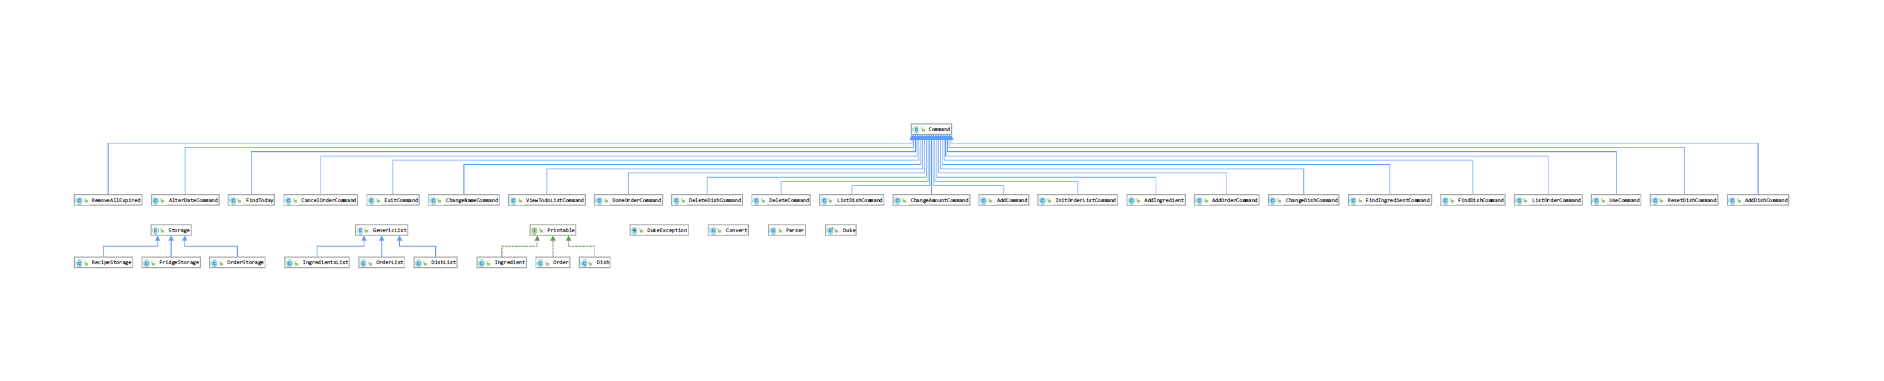 Command
RemoveAllExpired AlterDateCommand FindToday CancelOrderCommand ExitCommand ChangeNameCommand ViewTodoListCommand DoneOrderCommand DeleteDishCommand DeleteCommand ListDishCommand ChangeAmountCommand AddCommand InitOrderListCommand AddIngredient AddOrderCommand ChangeDishCommand FindIngredientCommand FindDishCommand ListOrderCommand UseCommand ResetDishCommand AddDishCommand
Storage GenericList Printable DukeException Convert Parser Duke
RecipeStorage FridgeStorage OrderStorage IngredientsList OrderList DishList Ingredient Order Dish